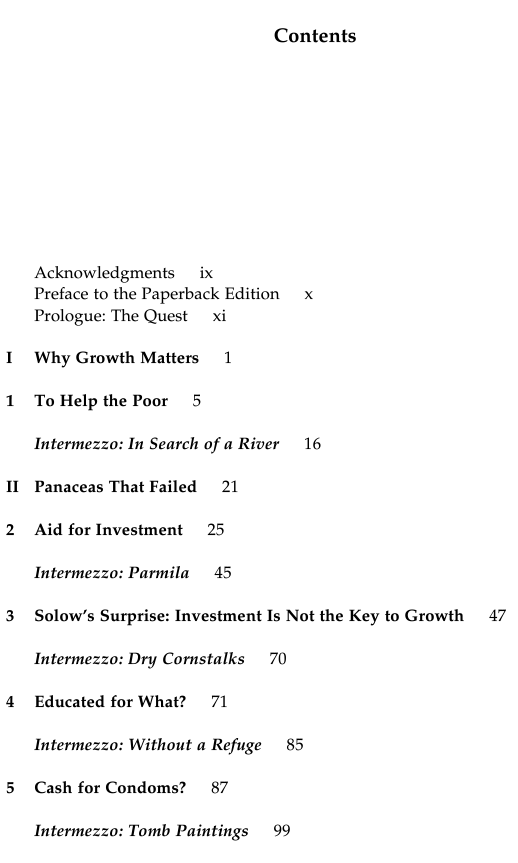 Contents
Acknowledgments ix
Preface to the Paperback Edition x
Prologue: The Quest xi
I Why Growth Matters 1
1 To Help the Poor 5
Intermezzo: In Search of a River 16
II Panaceas That Failed 21
2 Aid for Investment 25
Intermezzo: Parmila 45
3 Solow's Surprise: Investment Is Not the Key to Growth 47
Intermezzo: Dry Cornstalks 70
4 Educated for What? 71
Intermezzo: Without a Refuge 85
5 Cash for Condoms? 87
Intermezzo: Tomb Paintings 99